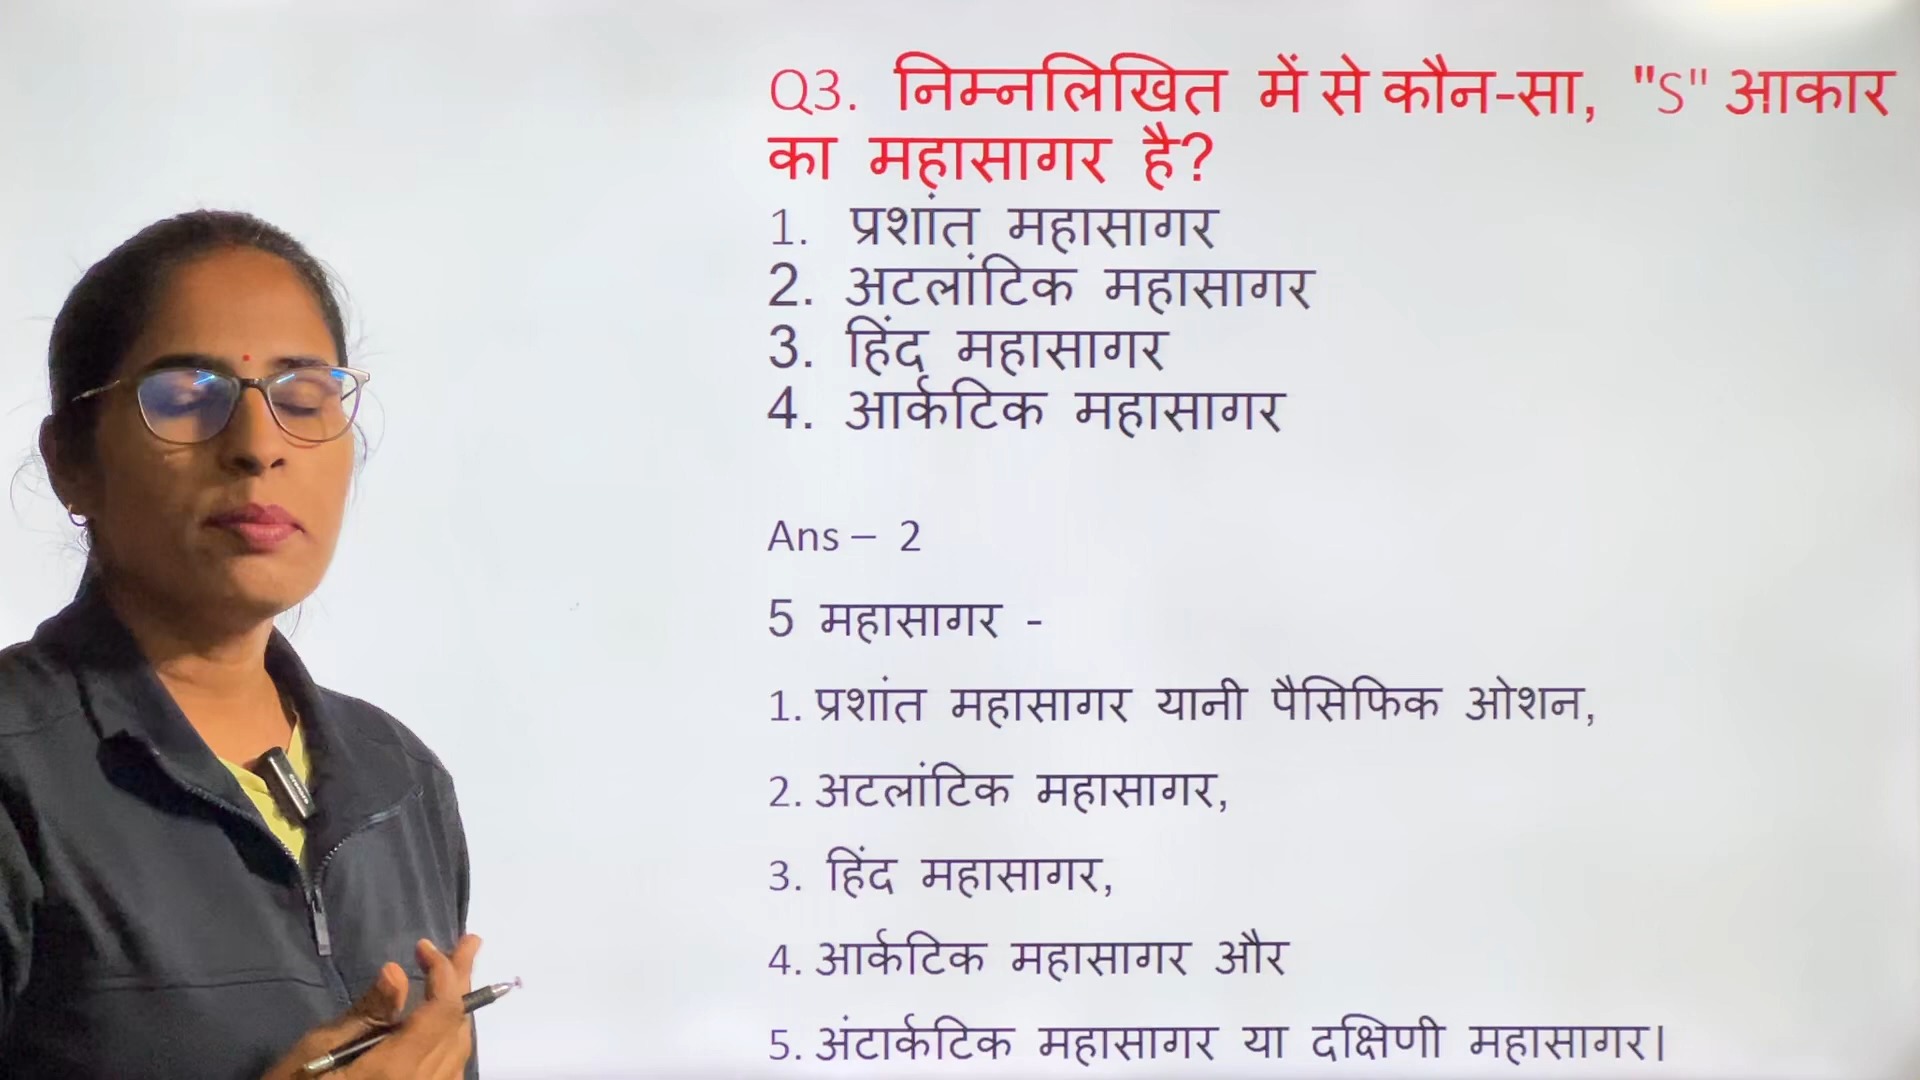 Q3. निम्नलिखित में से कौन-सा, "S" आकार
का महासागर है?
1. प्रशांत महासागर
2. अटलांटिक महासागर
3. हिंद महासागर
4. आर्कटिक महासागर
Ans – 2
5 महासागर -
1. प्रशांत महासागर यानी पैसिफिक ओशन,
2. अटलांटिक महासागर,
3. हिंद महासागर,
4. आर्कटिक महासागर और
5. अंटार्कटिक महासागर या दक्षिणी महासागर।